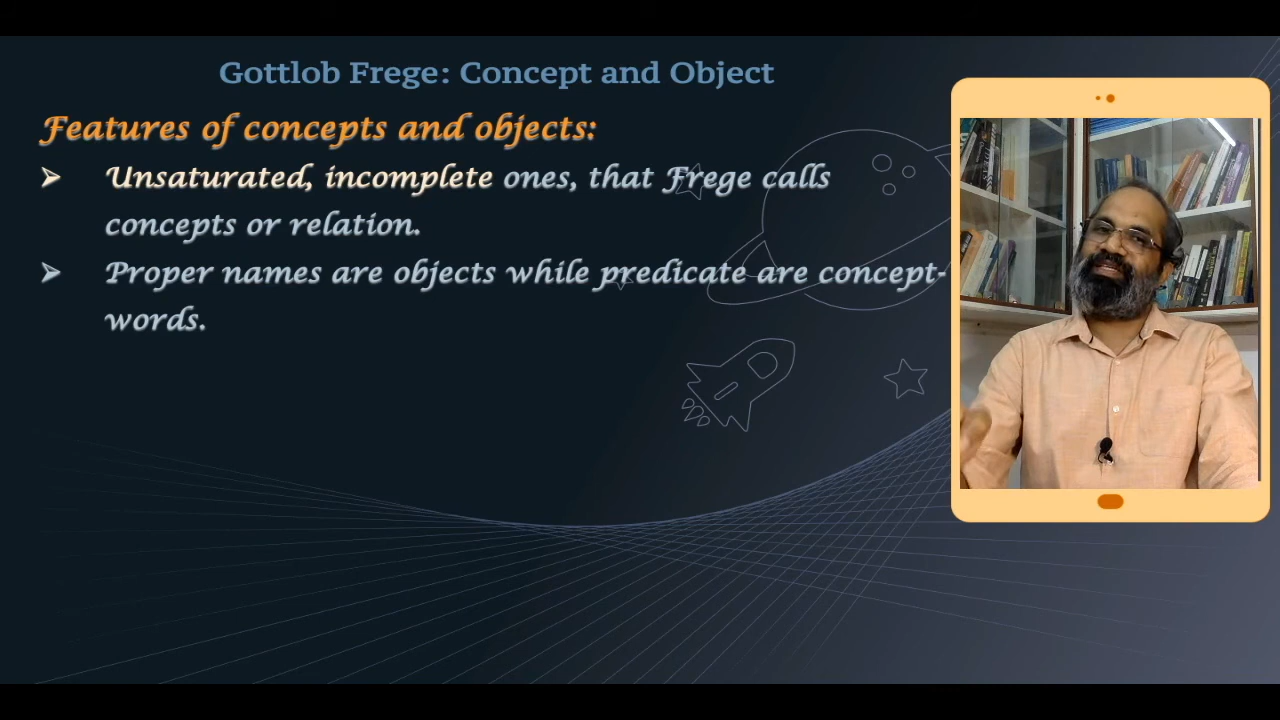 Gottlob Frege: Concept and Object
Features of concepts and objects:
➢ Unsaturated, incomplete ones, that Frege calls
concepts or relation.
➢ Proper names are objects while predicate are concept-
words.